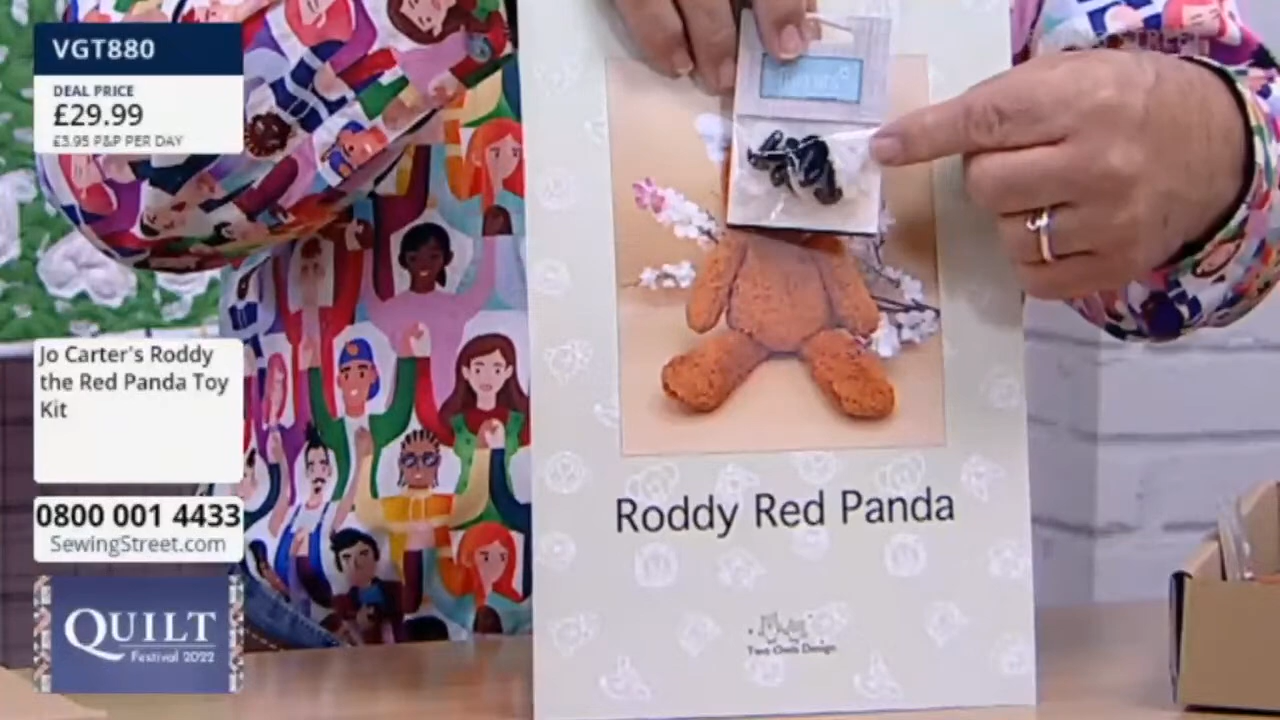 VGT880
DEAL PRICE
£29.99
£3.95 P&P PER DAY
Jo Carter's Roddy
the Red Panda Toy
Kit
0800 001 4433
SewingStreet.com
QUILT
Festival 2022
STREET
Roddy Red Panda
Two Owls Design